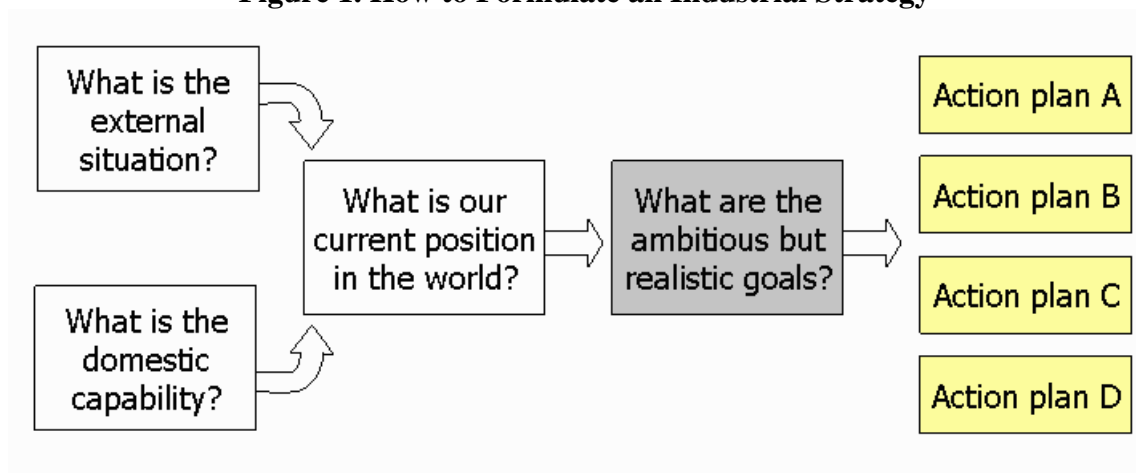 Figure 1. How to Formulate an Industrial Strategy
What is the
external
situation?
What is the
domestic
capability?
What is our
current position
in the world?
What are the
ambitious but
realistic goals?
Action plan A
Action plan B
Action plan C
Action plan D